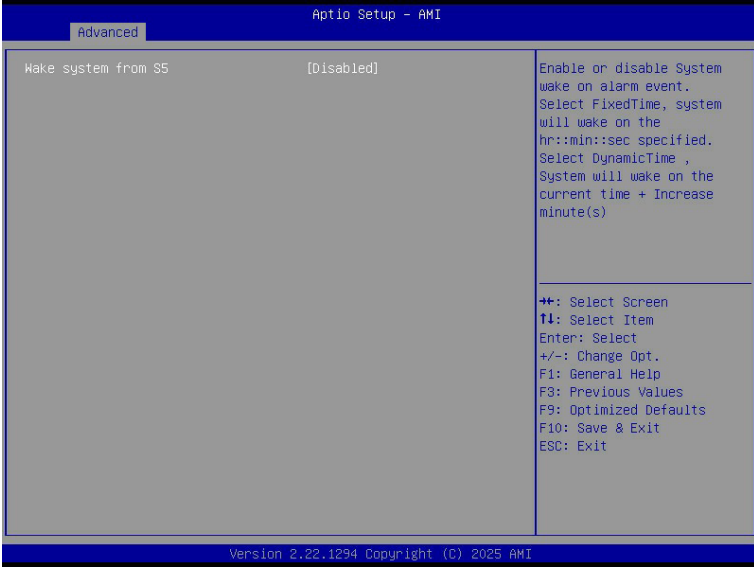 Aptio Setup – AMI
Advanced
Wake system from S5 [Disabled]
Enable or disable System
wake on alarm event.
Select FixedTime, system
will wake on the
hr::min::sec specified.
Select DynamicTime ,
System will wake on the
current time + Increase
minute(s)
→←: Select Screen
↑↓: Select Item
Enter: Select
+/-: Change Opt.
F1: General Help
F3: Previous Values
F9: Optimized Defaults
F10: Save & Exit
ESC: Exit
Version 2.22.1294 Copyright (C) 2025 AMI